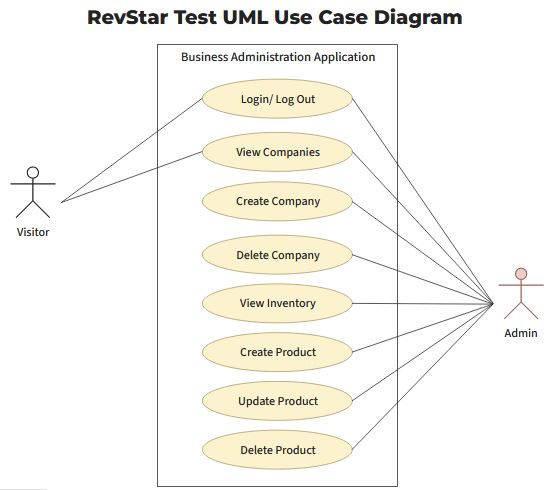 RevStar Test UML Use Case Diagram
Business Administration Application
Login/ Log Out
View Companies
Create Company
Visitor
Delete Company
View Inventory
Admin
Create Product
Update Product
Delete Product